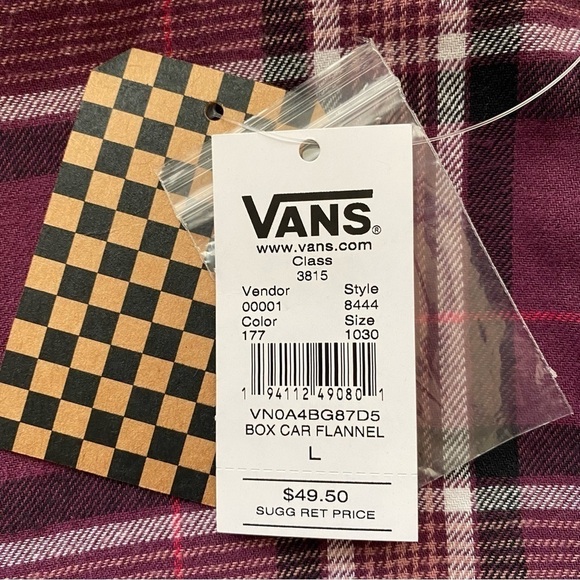 VANS®
www.vans.com
Class
3815
Vendor Style
00001 8444
Color Size
177 1030
1 94112 49080 1
VN0A4BG87D5
BOX CAR FLANNEL
L
$49.50
SUGG RET PRICE